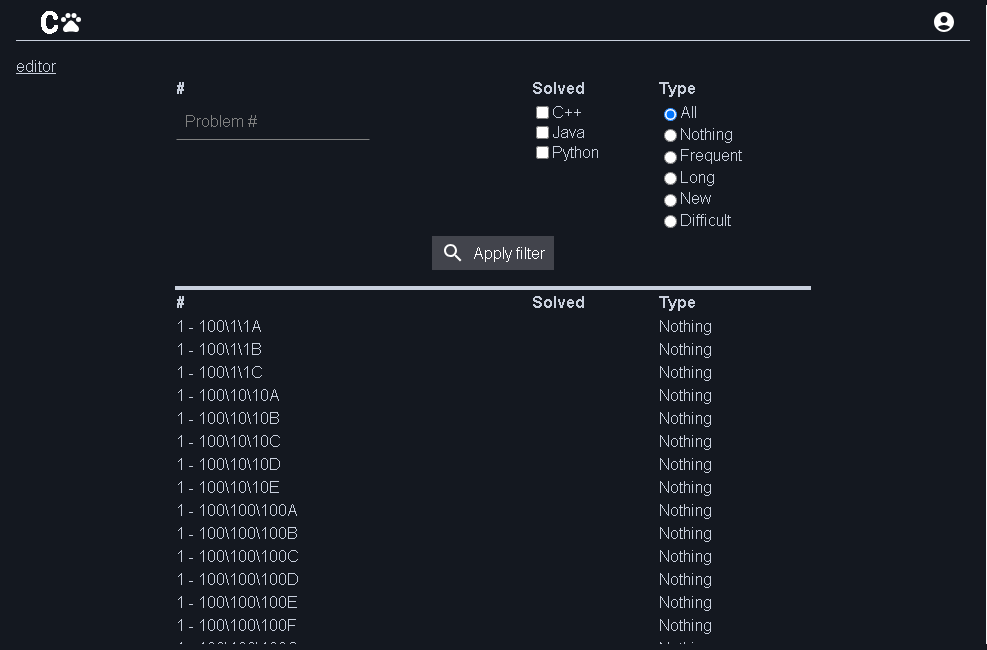 C
editor
# Solved Type
Problem #
C++
Java
Python
All
Nothing
Frequent
Long
New
Difficult
Apply filter
# Solved Type
1 - 100\1\1A Nothing
1 - 100\1\1B Nothing
1 - 100\1\1C Nothing
1 - 100\10\10A Nothing
1 - 100\10\10B Nothing
1 - 100\10\10C Nothing
1 - 100\10\10D Nothing
1 - 100\10\10E Nothing
1 - 100\100\100A Nothing
1 - 100\100\100B Nothing
1 - 100\100\100C Nothing
1 - 100\100\100D Nothing
1 - 100\100\100E Nothing
1 - 100\100\100F Nothing